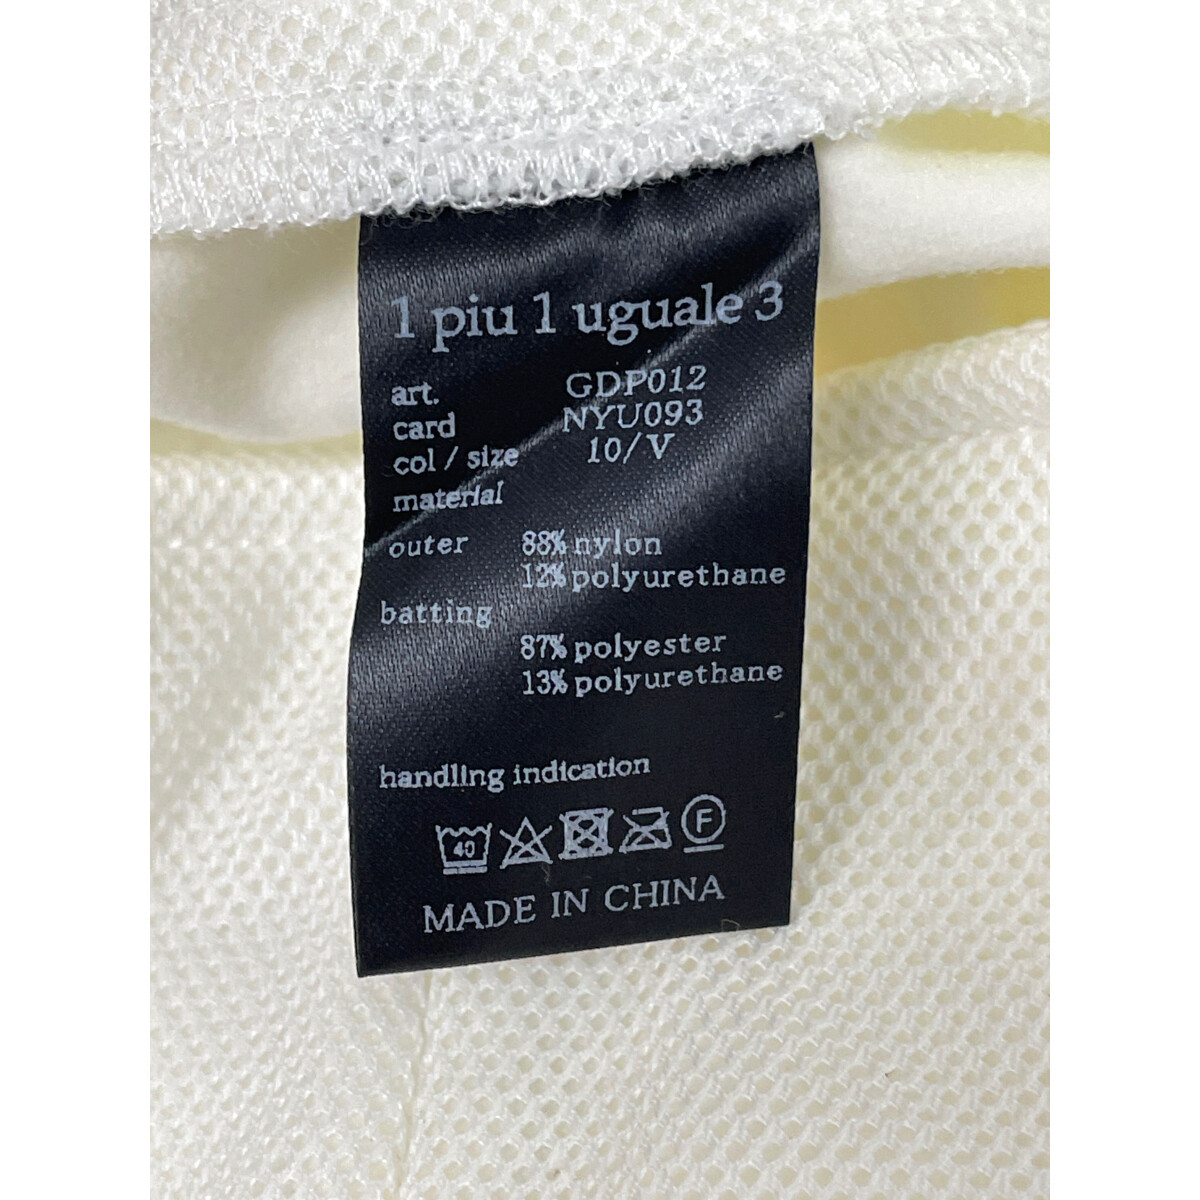 1 piu 1 uguale 3
art. GDP012
card NYU093
col / size 10/V
material
outer 88% nylon
12% polyurethane
batting
87% polyester
13% polyurethane
handling indication
40 F
MADE IN CHINA